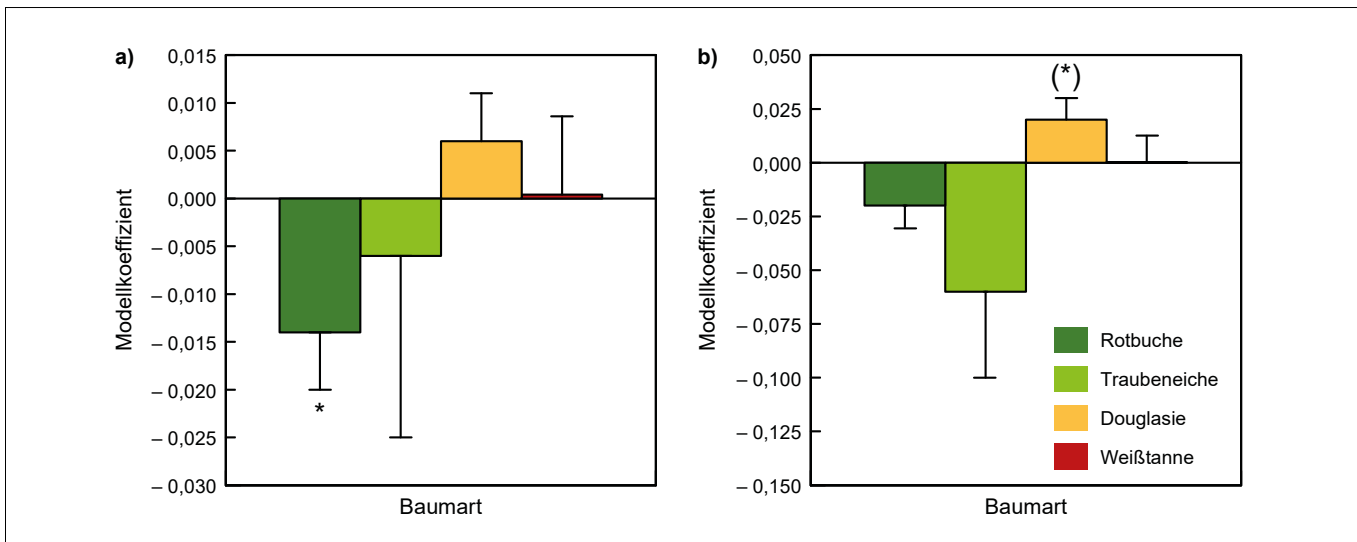 a)
0,015
0,010
0,005
0,000
– 0,005
– 0,010
– 0,015
– 0,020
– 0,025
– 0,030
Modellkoeffizient
*
Baumart
b)
0,050
0,025
0,000
– 0,025
– 0,050
– 0,075
– 0,100
– 0,125
– 0,150
Modellkoeffizient
(*)
Rotbuche
Traubeneiche
Douglasie
Weißtanne
Baumart